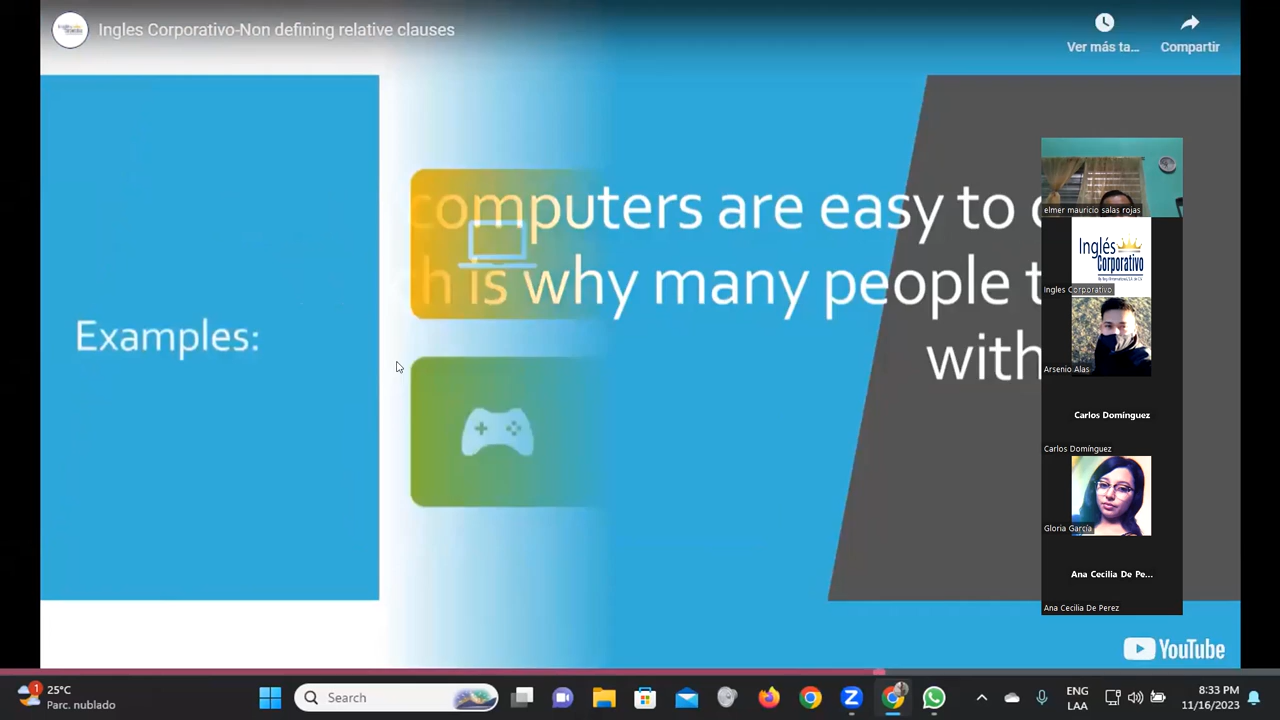 Ingles Corporativo-Non defining relative clauses
Ver más ta...
Compartir
computers are easy to
is why many people
with
Examples:
elmer mauricio salas rojas
Inglés
Corporativo
Ingles Corporativo
Arsenio Alas
Carlos Domínguez
Carlos Domínguez
Gloria García
Ana Cecilia De Pe...
Ana Cecilia De Perez
YouTube
1
25°C
Parc. nublado
Search
ENG
LAA
8:33 PM
11/16/2023